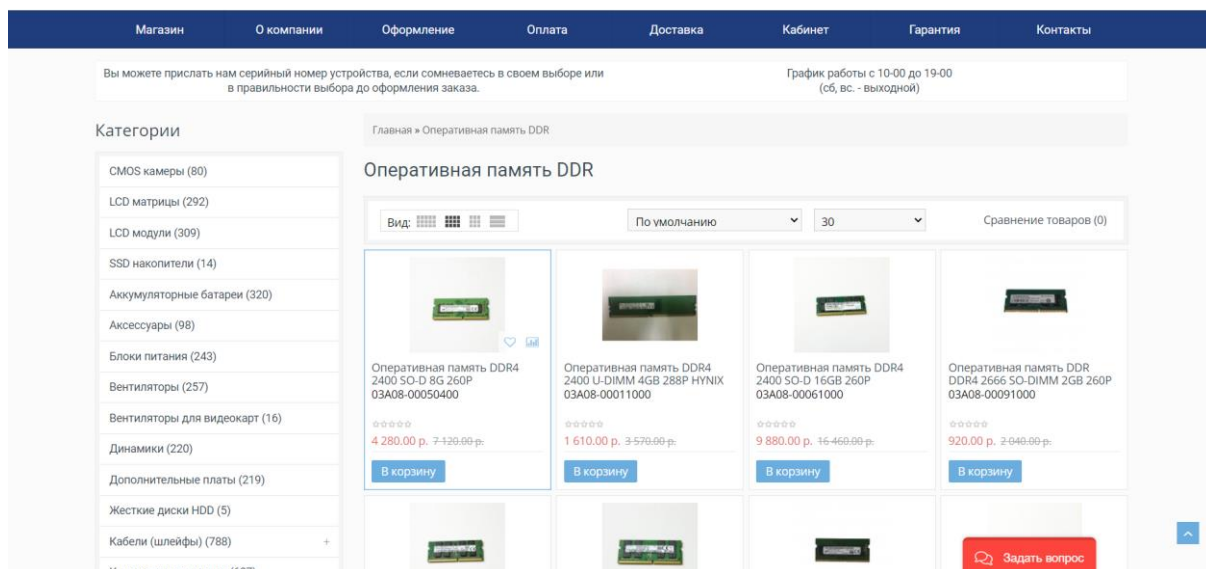 Магазин
О компании
Оформление
Оплата
Доставка
Кабинет
Гарантия
Контакты
Вы можете прислать нам серийный номер устройства, если сомневаетесь в своем выборе или
в правильности выбора до оформления заказа.
График работы с 10-00 до 19-00
(сб, вс. - выходной)
Категории
CMOS камеры (80)
LCD матрицы (292)
LCD модули (309)
SSD накопители (14)
Аккумуляторные батареи (320)
Аксессуары (98)
Блоки питания (243)
Вентиляторы (257)
Вентиляторы для видеокарт (16)
Динамики (220)
Дополнительные платы (219)
Жесткие диски HDD (5)
Кабели (шлейфы) (788)
+
Главная » Оперативная память DDR
Оперативная память DDR
Вид:
По умолчанию
30
Сравнение товаров (0)
Оперативная память DDR4
2400 SO-D 8G 260P
03A08-00050400
4 280.00 р. 7 120.00 р.
В корзину
Оперативная память DDR4
2400 U-DIMM 4GB 288P HYNIX
03A08-00011000
1 610.00 р. 3 570.00 р.
В корзину
Оперативная память DDR4
2400 SO-D 16GB 260P
03A08-00061000
9 880.00 р. 16 460.00 р.
В корзину
Оперативная память DDR
DDR4 2666 SO-DIMM 2GB 260P
03A08-00091000
920.00 р. 2 040.00 р.
В корзину
Задать вопрос